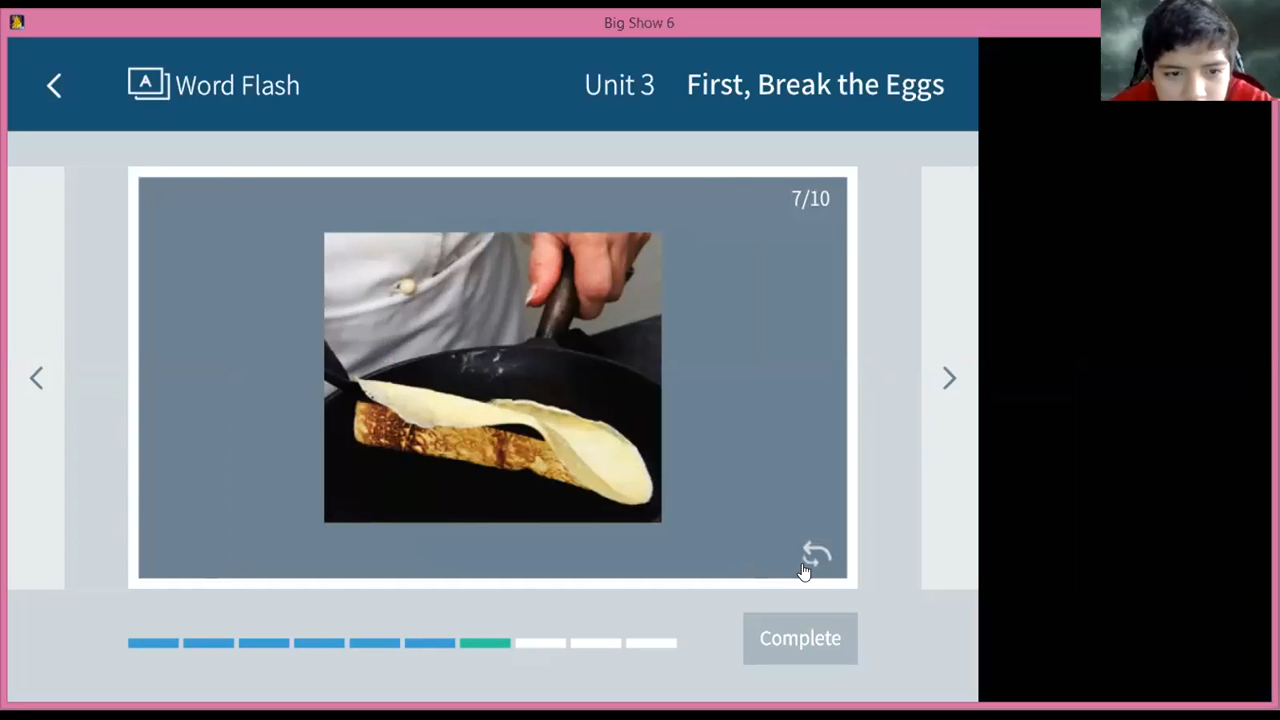 Big Show 6
A Word Flash
Unit 3 First, Break the Eggs
7/10
Complete